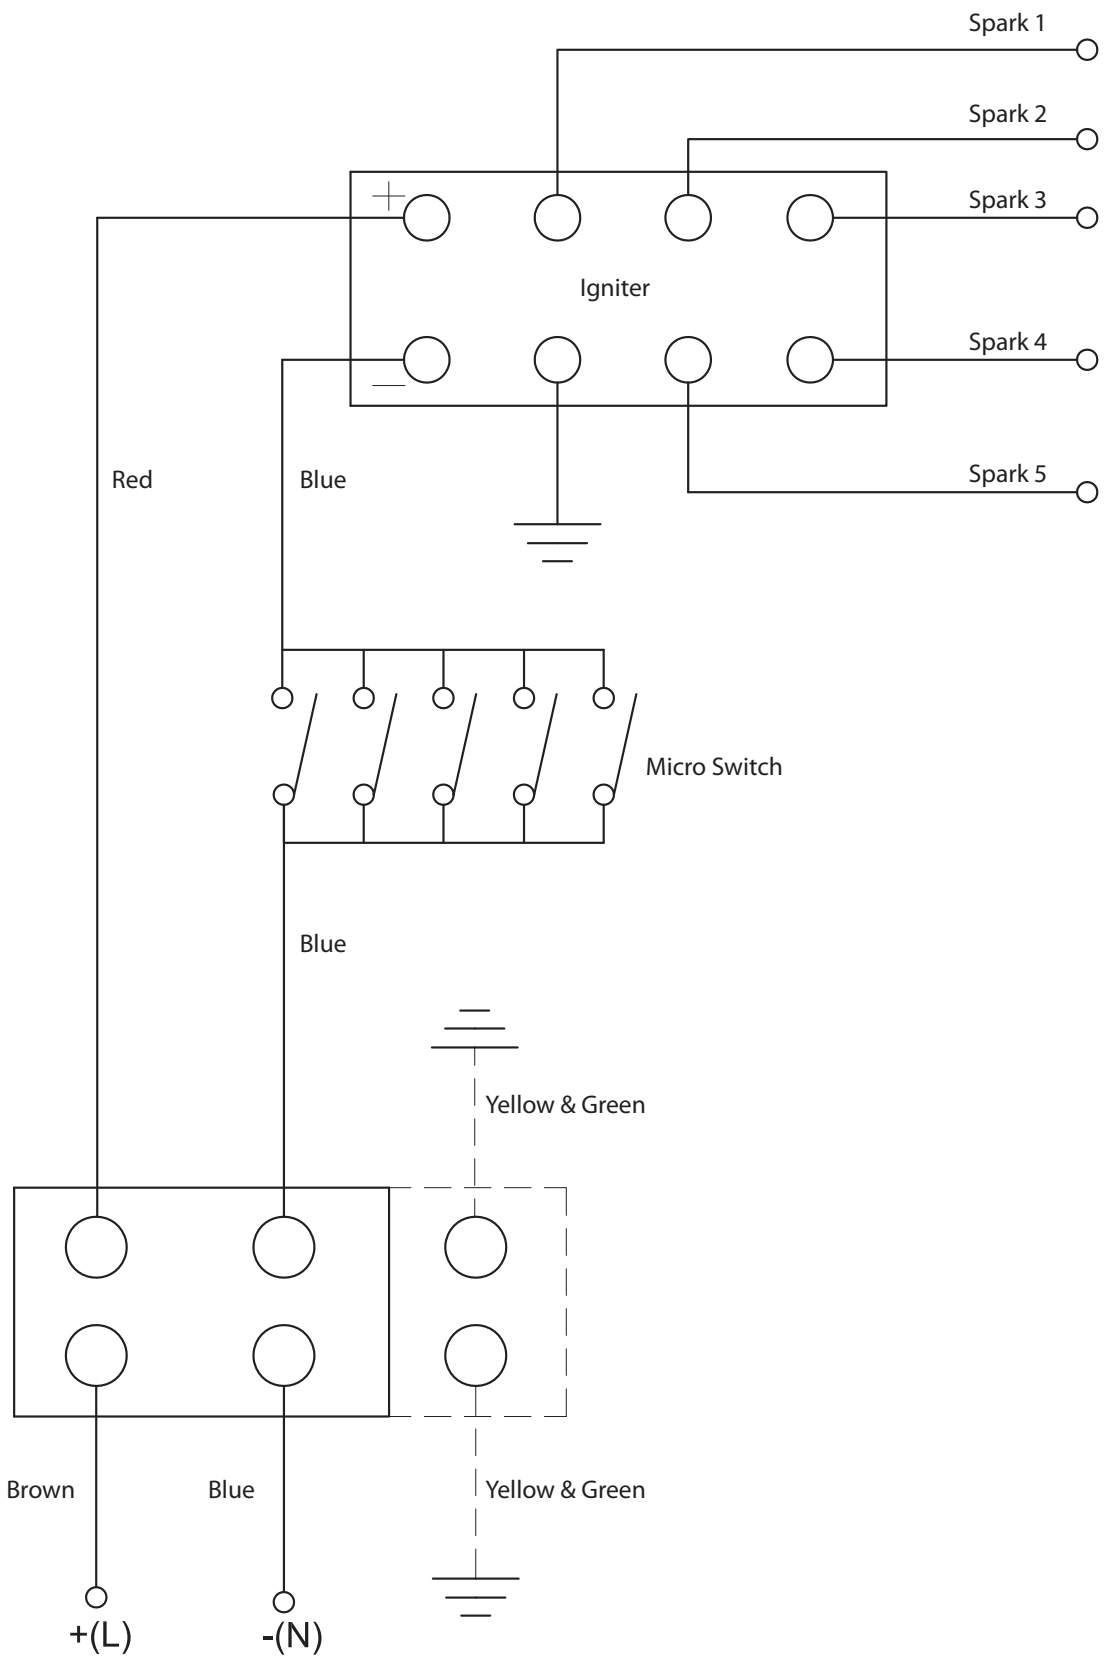 Spark 1
Spark 2
Spark 3
+
Igniter
Spark 4
—
Red
Blue
Spark 5
Micro Switch
Blue
Yellow & Green
Brown
Blue
Yellow & Green
+(L)
-(N)